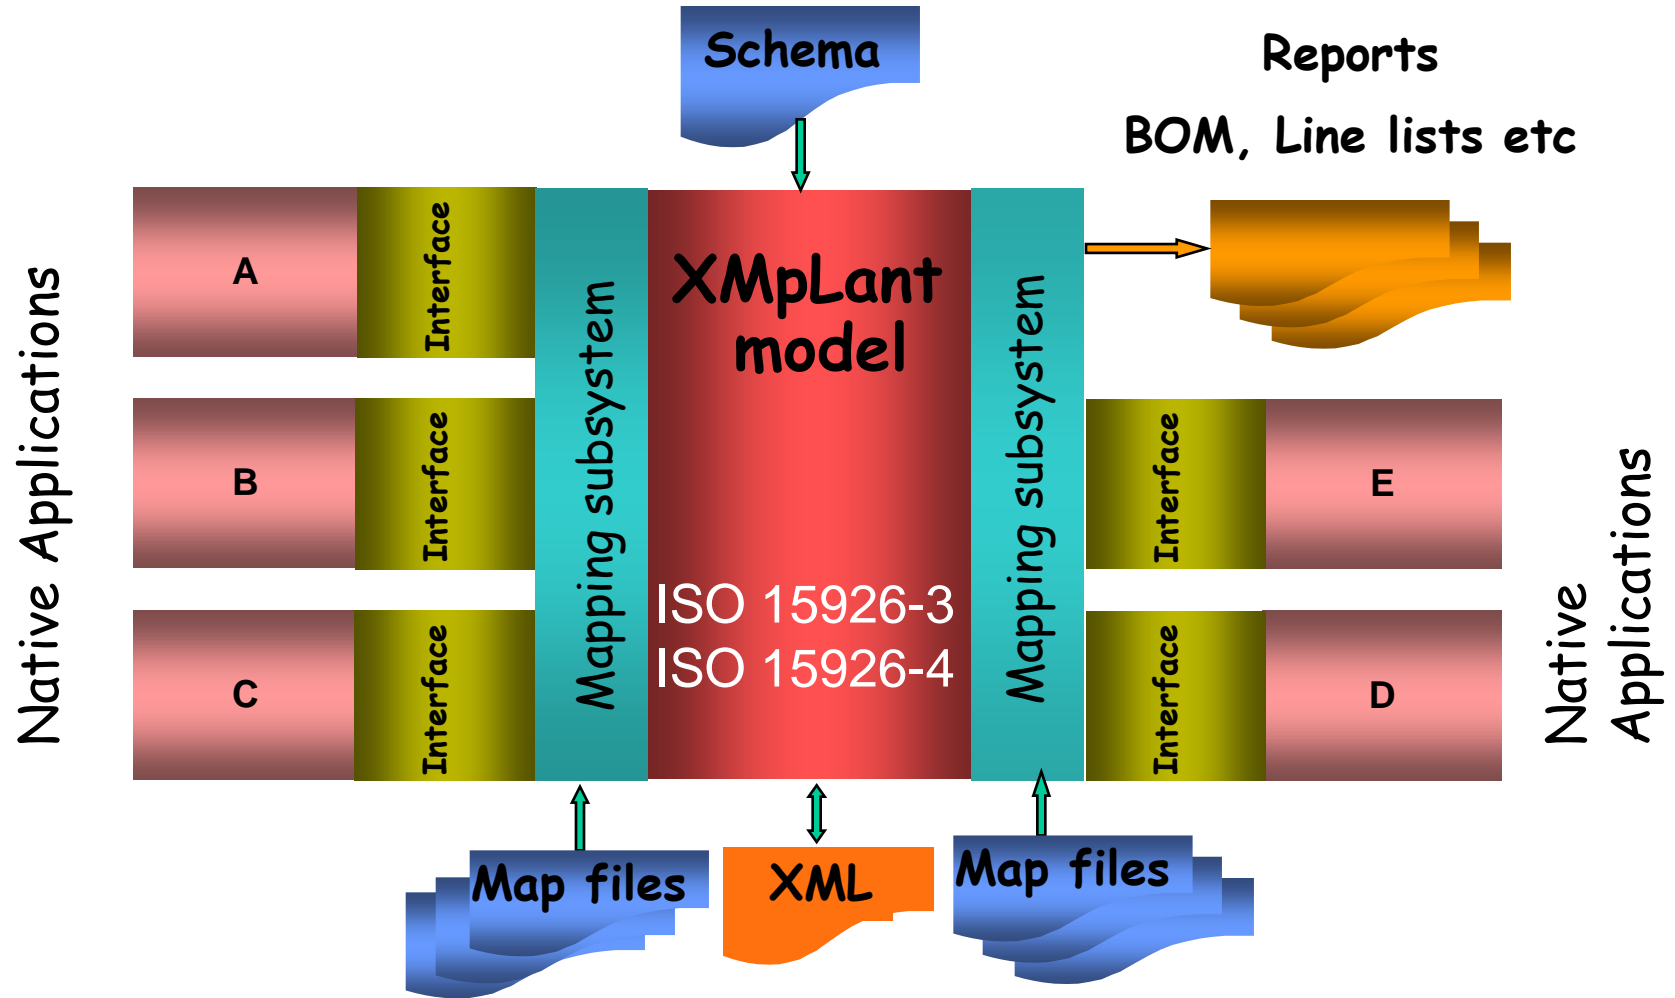 Schema
Reports
BOM, Line lists etc
Native Applications
A
Interface
B
Interface
C
Interface
Mapping subsystem
XMpLant
model
ISO 15926-3
ISO 15926-4
Mapping subsystem
Interface
E
Interface
D
Native
Applications
Map files
XML
Map files